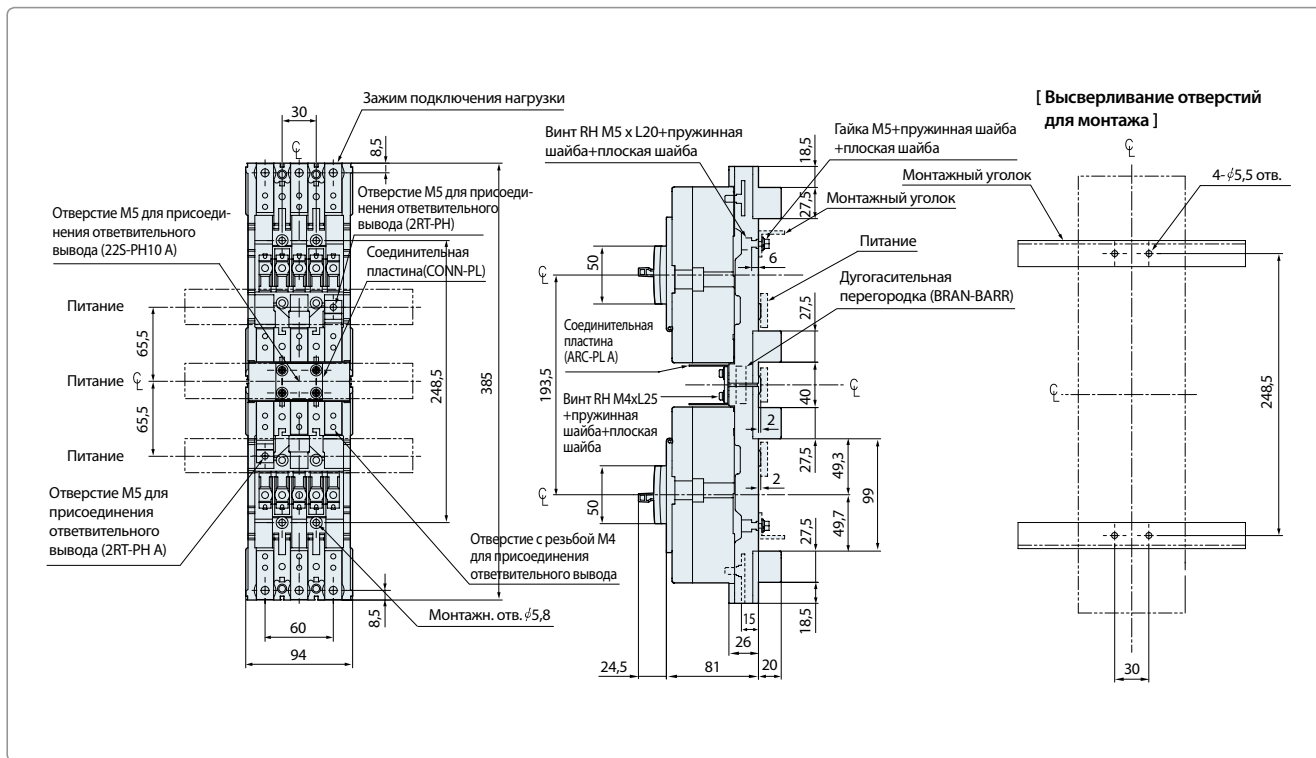 Зажим подключения нагрузки
30
℄
8,5
Отверстие М5 для присоеди-
нения ответвительного
вывода (2RT-PH)
Отверстие М5 для присоеди-
нения ответвительного
вывода (22S-PH10 A)
Соединительная
пластина(CONN-PL)
Питание
65,5
Питание ℄
65,5
Питание
248,5
385
Отверстие М5 для
присоединения
ответвительного
вывода (2RT-PH A)
Отверстие с резьбой М4
для присоединения
ответвительного вывода
Монтажн. отв. ϕ5,8
8,5
60
94
Винт RH M5 x L20+пружинная
шайба+плоская шайба
Гайка М5+пружинная шайба
+плоская шайба
18,5
27,5
Монтажный уголок
Питание
6
Дугогасительная
перегородка (BRAN-BARR)
50
℄
27,5
Соединительная
пластина
(ARC-PL A)
193,5
℄
40
Винт RH M4xL25
+пружинная
шайба+плоская
шайба
2
27,5
49,3
99
2
℄
50
49,7
27,5
15
18,5
26
24,5
81
20
[ Высверливание отверстий
для монтажа ]
℄
Монтажный уголок
4-ϕ5,5 отв.
℄
248,5
30